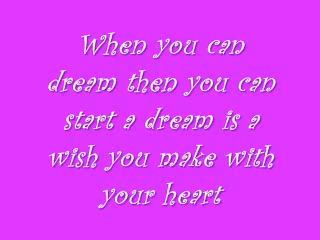 When you can
dream then you can
start a dream is a
wish you make with
your heart